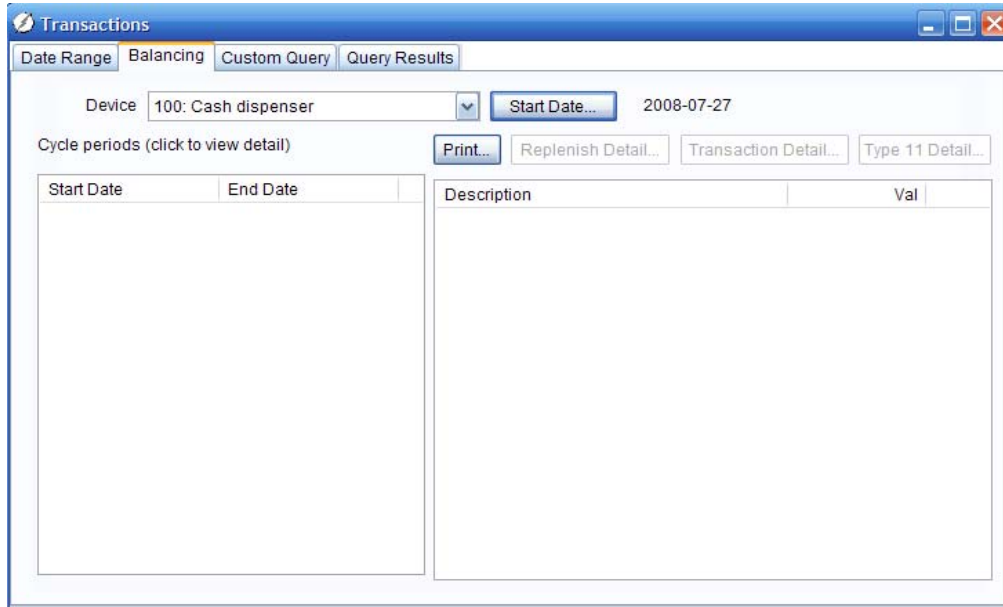 Transactions
Date Range Balancing Custom Query Query Results
Device 100: Cash dispenser Start Date... 2008-07-27
Cycle periods (click to view detail) Print... Replenish Detail... Transaction Detail... Type 11 Detail...
Start Date End Date Description Val